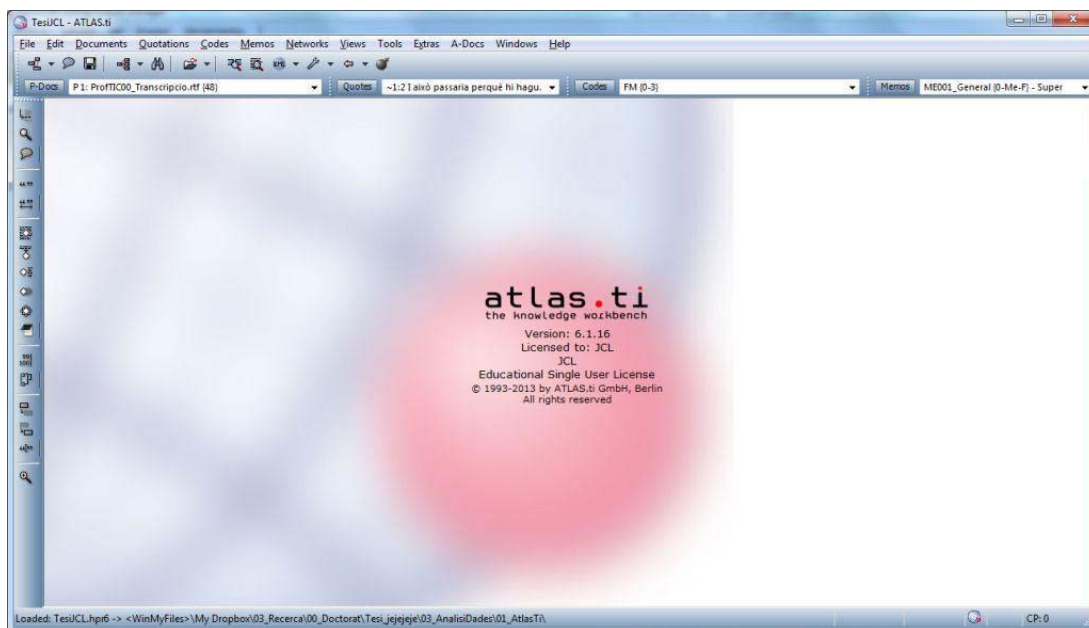 TesiJCL - ATLAS.ti
File Edit Documents Quotations Codes Memos Networks Views Tools Extras A-Docs Windows Help
P-Docs P 1: ProfTIC00_Transcripcio.rtf {48} Quotes ~1:2 I això passaria perquè hi hagu. Codes FM {0-3} Memos ME001_General {0-Me-F} - Super
atlas.ti
the knowledge workbench
Version: 6.1.16
Licensed to: JCL
JCL
Educational Single User License
© 1993-2013 by ATLAS.ti GmbH, Berlin
All rights reserved
Loaded: TesiJCL.hpr6 -> <WinMyFiles>\My Dropbox\03_Recerca\00_Doctorat\Tesi_jejejeje\03_AnalisiDades\01_AtlasTi\ CP: 0